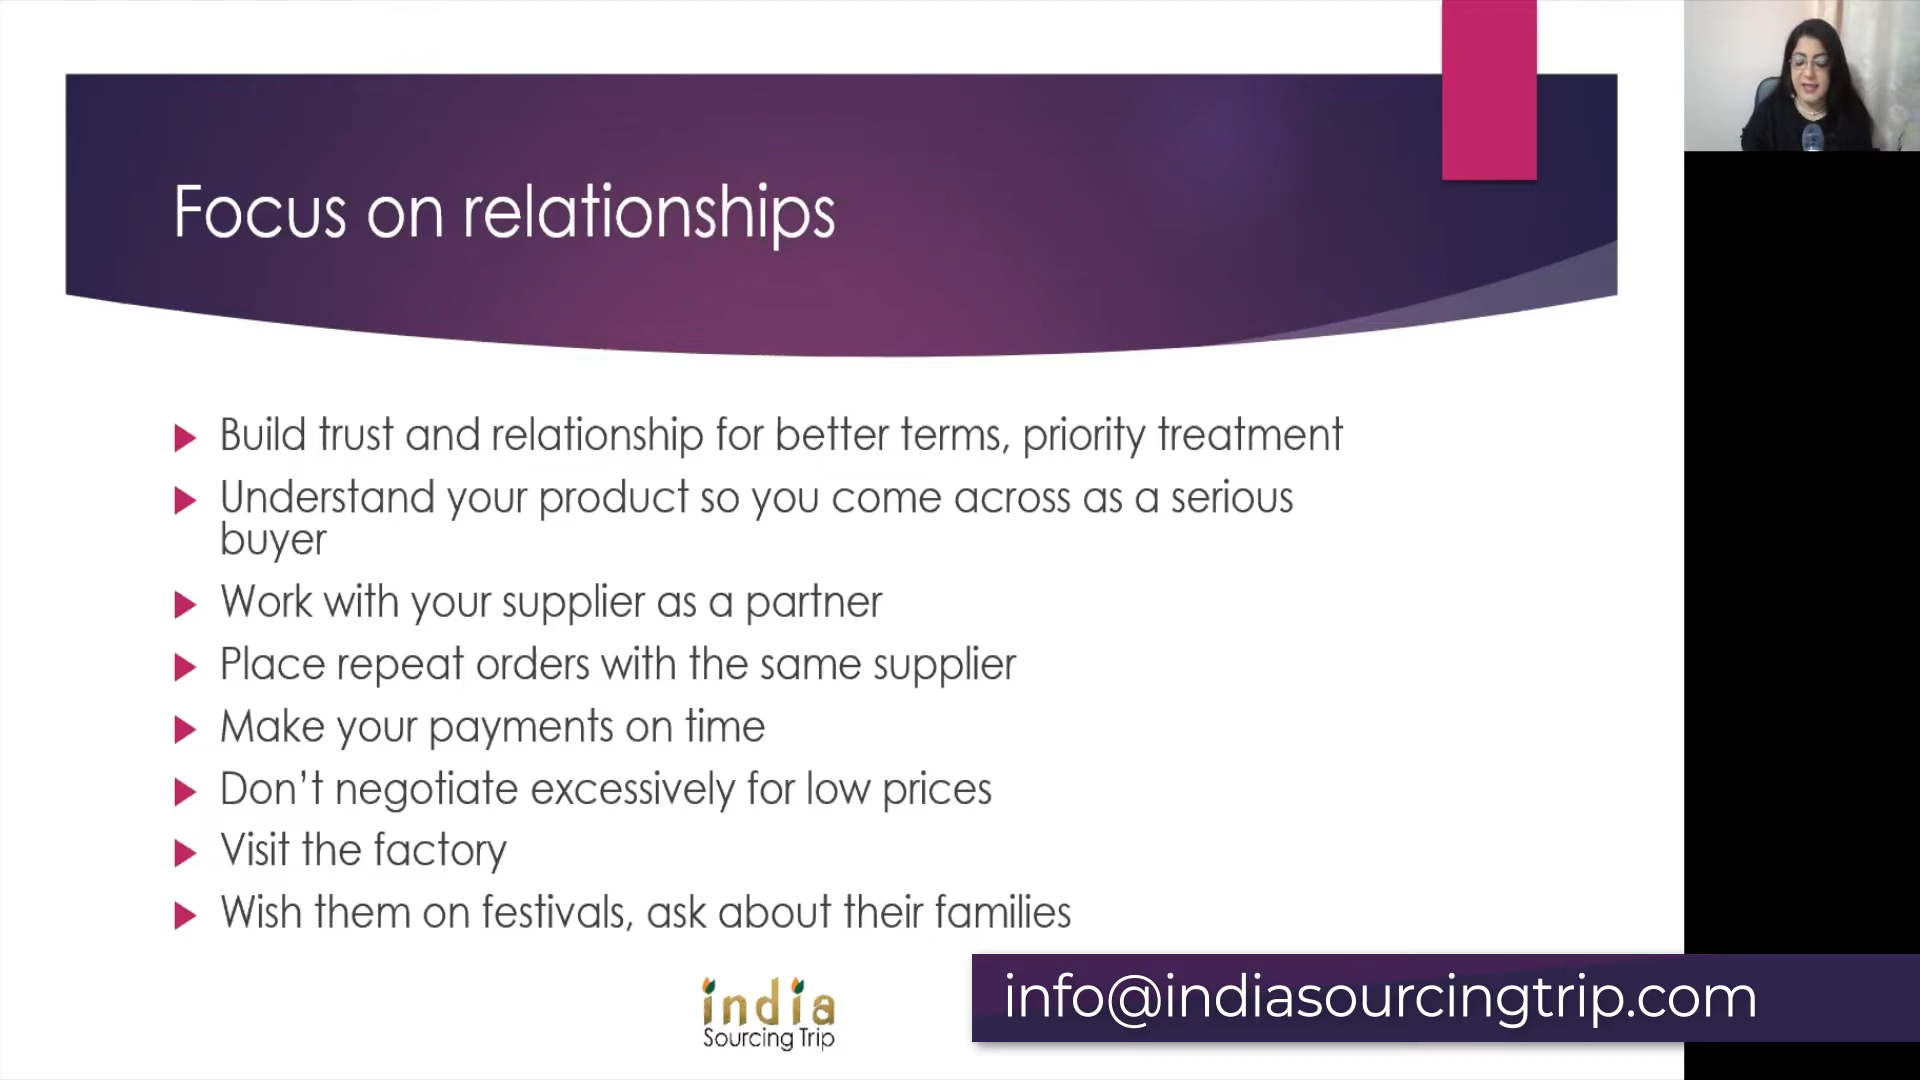 Focus on relationships
Build trust and relationship for better terms, priority treatment
Understand your product so you come across as a serious
buyer
Work with your supplier as a partner
Place repeat orders with the same supplier
Make your payments on time
Don’t negotiate excessively for low prices
Visit the factory
Wish them on festivals, ask about their families
india
Sourcing Trip
info@indiasourcingtrip.com